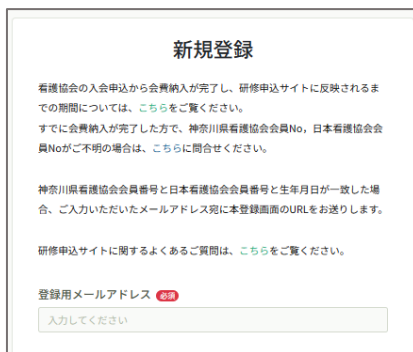 新規登録
看護協会の入会申込から会費納入が完了し、研修申込サイトに反映されるま
での期間については、こちらをご覧ください。
すでに会費納入が完了した方で、神奈川県看護協会会員No，日本看護協会会
員Noがご不明の場合は、こちらに問合せください。
神奈川県看護協会会員番号と日本看護協会会員番号と生年月日が一致した場
合、ご入力いただいたメールアドレス宛に本登録画面のURLをお送りします。
研修申込サイトに関するよくあるご質問は、こちらをご覧ください。
登録用メールアドレス 必須
入力してください